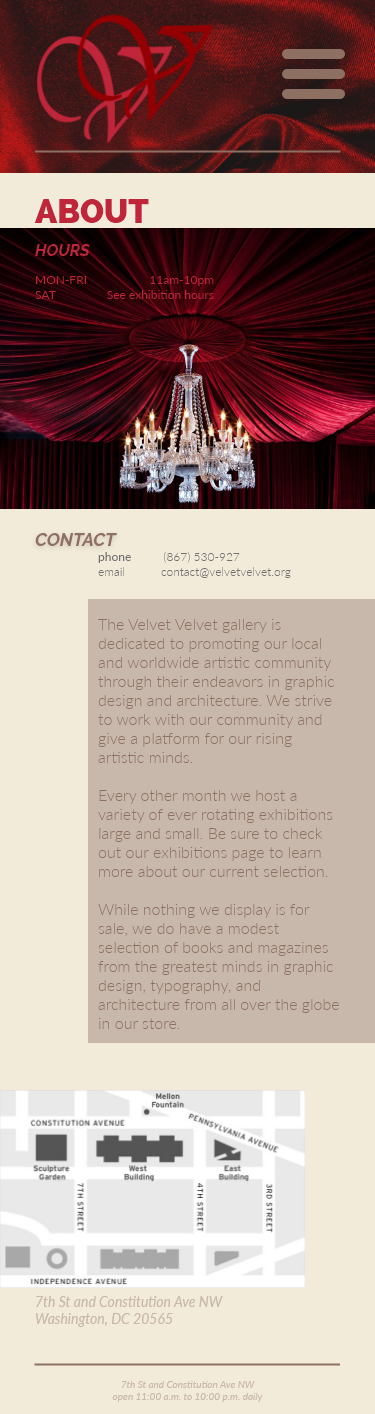 VV
ABOUT
HOURS
MON-FRI 11am-10pm
SAT See exhibition hours
CONTACT
phone (867) 530-927
email contact@velvetvelvet.org
The Velvet Velvet gallery is
dedicated to promoting our local
and worldwide artistic community
through their endeavors in graphic
design and architecture. We strive
to work with our community and
give a platform for our rising
artistic minds.
Every other month we host a
variety of ever rotating exhibitions
large and small. Be sure to check
out our exhibitions page to learn
more about our current selection.
While nothing we display is for
sale, we do have a modest
selection of books and magazines
from the greatest minds in graphic
design, typography, and
architecture from all over the globe
in our store.
Mellon
Fountain
CONSTITUTION AVENUE
PENNSYLVANIA AVENUE
Sculpture
Garden
West
Building
East
Building
7TH STREET
4TH STREET
3RD STREET
INDEPENDENCE AVENUE
7th St and Constitution Ave NW
Washington, DC 20565
7th St and Constitution Ave NW
open 11:00 a.m. to 10:00 p.m. daily